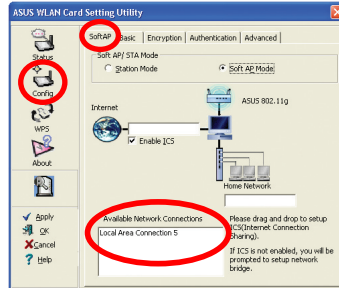 ASUS WLAN Card Setting Utility
Status
Config
WPS
About
Apply
OK
Cancel
Help
SoftAP
Basic
Encryption
Authentication
Advanced
Soft AP/ STA Mode
Station Mode
Soft AP Mode
Internet
ASUS 802.11g
Enable ICS
Home Network
Available Network Connections
Local Area Connection 5
Please drag and drop to setup
ICS(Internet Connection
Sharing).
If ICS is not enabled, you will be
prompted to setup network
bridge.